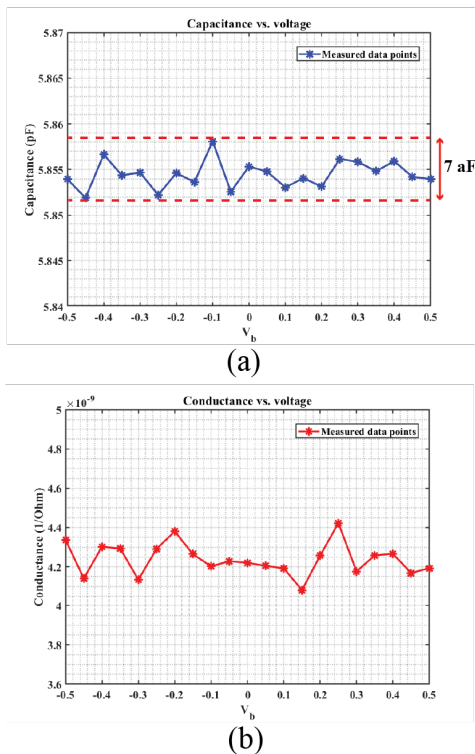 Capacitance vs. voltage
5.87
Measured data points
5.865
5.86
5.855
5.85
5.845
5.84
Capacitance (pF)
7 aF
-0.5 -0.4 -0.3 -0.2 -0.1 0 0.1 0.2 0.3 0.4 0.5
V_b
(a)
×10^-9
Conductance vs. voltage
5
Measured data points
4.8
4.6
4.4
4.2
4
3.8
3.6
Conductance (1/Ohm)
-0.5 -0.4 -0.3 -0.2 -0.1 0 0.1 0.2 0.3 0.4 0.5
V_b
(b)